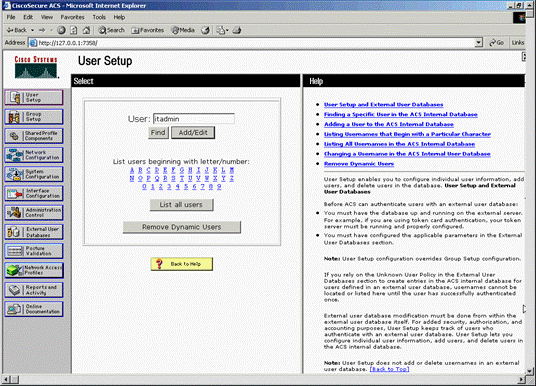 CiscoSecure ACS - Microsoft Internet Explorer
File Edit View Favorites Tools Help
Back Search Favorites Media
Address http://127.0.0.1:7358/ Go Links
CISCO SYSTEMS
User Setup
Select
Help
User Setup
Group Setup
Shared Profile Components
Network Configuration
System Configuration
Interface Configuration
Administration Control
External User Databases
Posture Validation
Network Access Profiles
Reports and Activity
Online Documentation
User: itadmin
Find Add/Edit
List users beginning with letter/number:
A B C D E F G H I J K L M
N O P Q R S T U V W X Y Z
0 1 2 3 4 5 6 7 8 9
List all users
Remove Dynamic Users
Back to Help
User Setup and External User Databases
Finding a Specific User in the ACS Internal Database
Adding a User to the ACS Internal Database
Listing Usernames that Begin with a Particular Character
Listing All Usernames in the ACS Internal Database
Changing a Username in the ACS Internal User Database
Remove Dynamic Users
User Setup enables you to configure individual user information, add
users, and delete users in the database. User Setup and External
User Databases
Before ACS can authenticate users with an external user database:
You must have the database up and running on the external server.
For example, if you are using token card authentication, your token
server must be running and properly configured.
You must have configured the applicable parameters in the External
User Databases section.
Note: User Setup configuration overrides Group Setup configuration.
If you rely on the Unknown User Policy in the External User
Databases section to create entries in the ACS internal database for
users defined in an external user database, usernames cannot be
located or listed here until the user has successfully authenticated
once.
External user database modification must be done from within the
external user database itself. For added security, authorization, and
accounting purposes, User Setup keeps track of users who
authenticate with an external user database. User Setup lets you
configure individual user information, add users, and delete users in
the ACS internal database.
Note: User Setup does not add or delete usernames in an external
user database. [Back to Top]